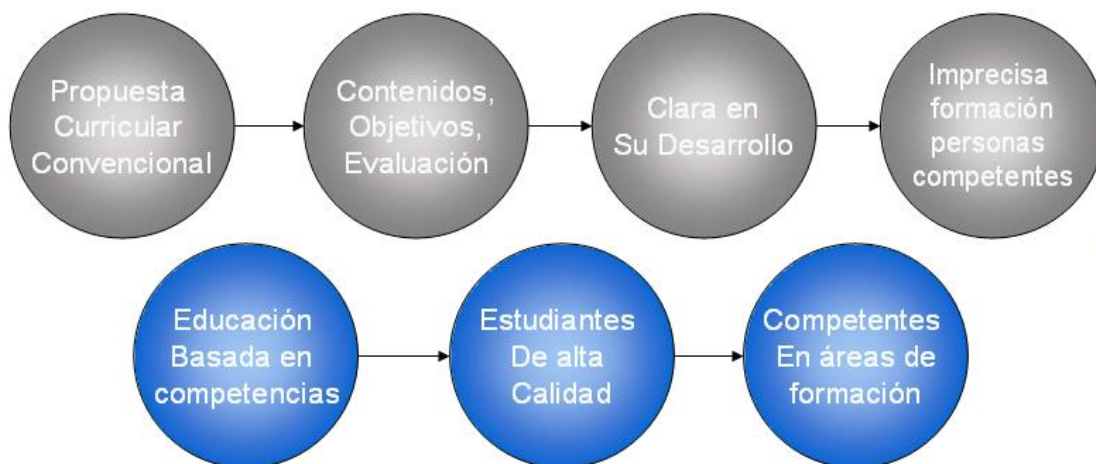 Propuesta
Curricular
Convencional
Contenidos,
Objetivos,
Evaluación
Clara en
Su Desarrollo
Imprecisa
formación
personas
competentes
Educación
Basada en
competencias
Estudiantes
De alta
Calidad
Competentes
En áreas de
formación